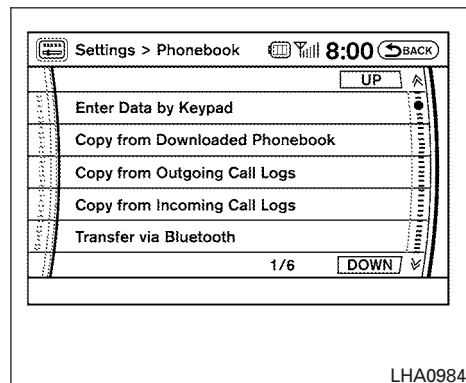 Settings > Phonebook 8:00 BACK
UP
Enter Data by Keypad
Copy from Downloaded Phonebook
Copy from Outgoing Call Logs
Copy from Incoming Call Logs
Transfer via Bluetooth
1/6 DOWN
LHA0984